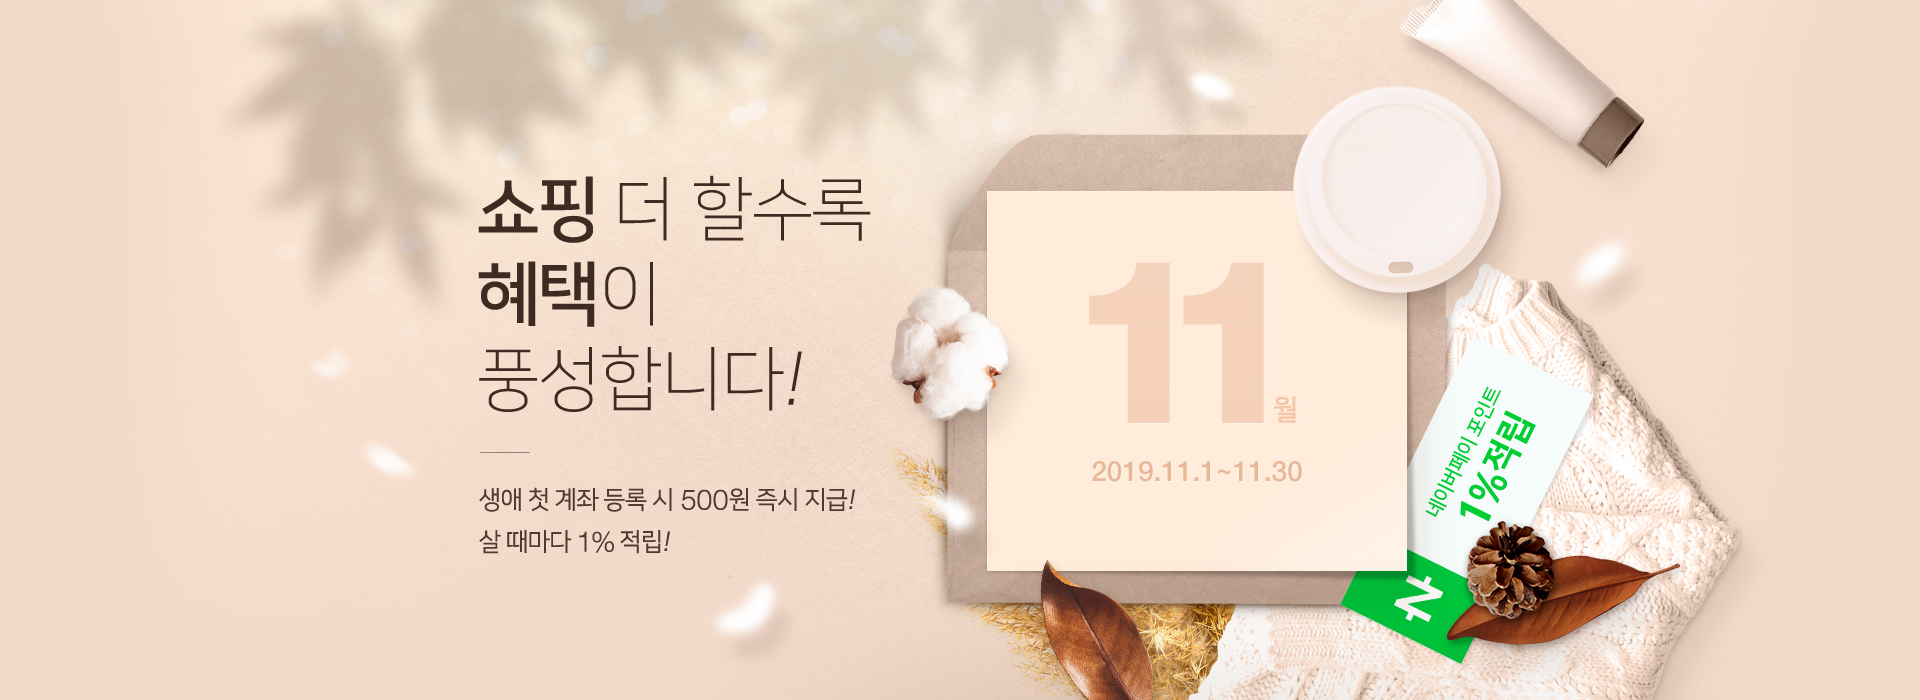 쇼핑 더 할수록
혜택이
풍성합니다!
생애 첫 계좌 등록 시 500원 즉시 지급!
살 때마다 1% 적립!
11월
2019.11.1~11.30
네이버페이 포인트
1%적립
N